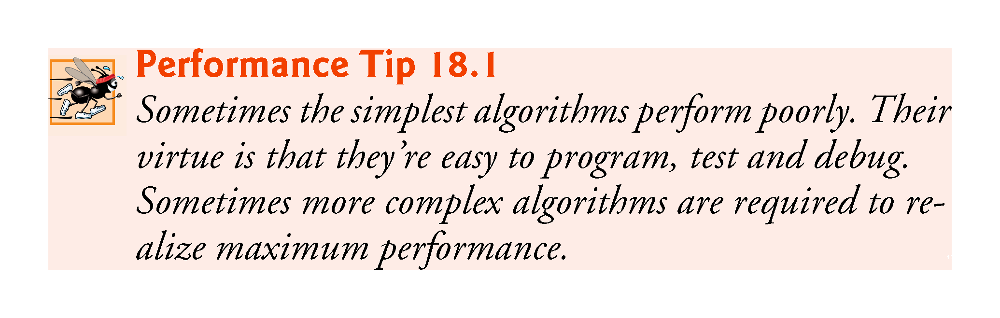 Performance Tip 18.1
Sometimes the simplest algorithms perform poorly. Their
virtue is that they’re easy to program, test and debug.
Sometimes more complex algorithms are required to re-
alize maximum performance.